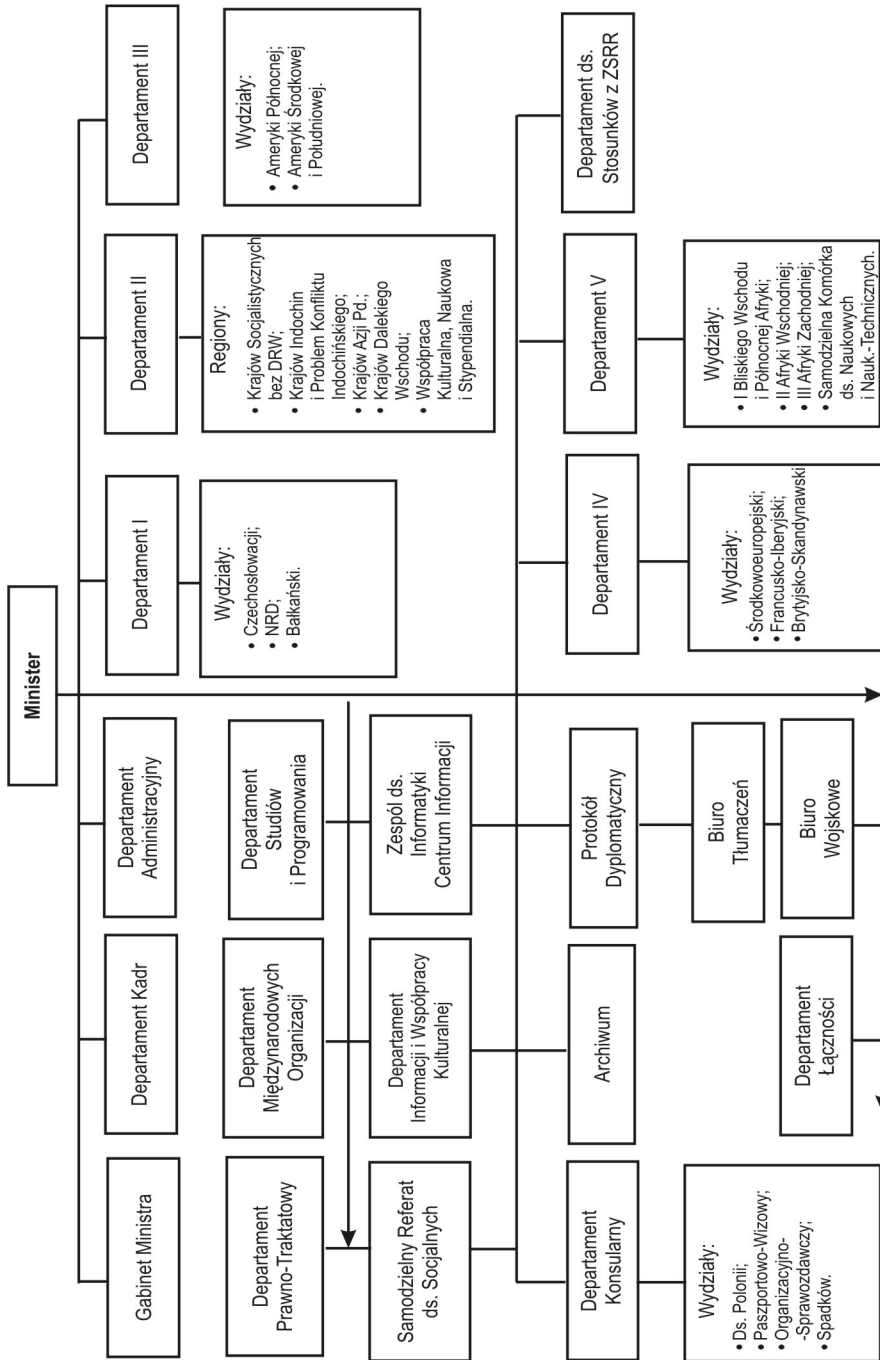 Minister
Gabinet Ministra
Departament Kadr
Departament
Administracyjny
Departament I
Departament II
Departament III
Wydziały:
• Czechosłowacji;
• NRD;
• Bałkański.
Regiony:
• Krajów Socjalistycznych
bez DRW;
• Krajów Indochin
i Problem Konfliktu
Indochińskiego;
• Krajów Azji Pd.;
• Krajów Dalekiego
Wschodu;
• Współpraca
Kulturalna, Naukowa
i Stypendialna.
Wydziały:
• Ameryki Północnej;
• Ameryki Środkowej
i Południowej.
Departament
Prawno-Traktatowy
Departament
Międzynarodowych
Organizacji
Departament
Studiów
i Programowania
Samodzielny Referat
ds. Socjalnych
Departament
Informacji i Współpracy
Kulturalnej
Zespól ds.
Informatyki
Centrum Informacji
Departament
Konsularny
Archiwum
Protokół
Dyplomatyczny
Departament IV
Departament V
Departament ds.
Stosunków z ZSRR
Wydziały:
• Ds. Polonii;
• Paszportowo-Wizowy;
• Organizacyjno-
-Sprawozdawczy;
• Spadków.
Departament
Łączności
Biuro
Tłumaczeń
Biuro
Wojskowe
Wydziały:
• Środkowoeuropejski;
• Francusko-Iberyjski;
• Brytyjsko-Skandynawski
Wydziały:
• I Bliskiego Wschodu
i Północnej Afryki;
• II Afryki Wschodniej;
• III Afryki Zachodniej;
• Samodzielna Komórka
ds. Naukowych
i Nauk.-Technicznych.